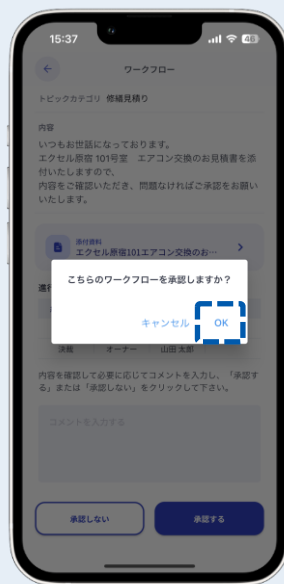 15:37
48
ワークフロー
トピックカテゴリ 修繕見積り
内容
いつもお世話になっております。
エクセル原宿 101号室 エアコン交換のお見積書を添
付いたしますので、
内容をご確認いただき、問題なければご承認をお願い
いたします。
添付資料
エクセル原宿101エアコン交換のお…
こちらのワークフローを承認しますか？
進行
キャンセル OK
決裁 オーナー 山田 太郎
内容を確認して必要に応じてコメントを入力し、「承認す
る」または「承認しない」をクリックして下さい。
コメントを入力する
承認しない 承認する